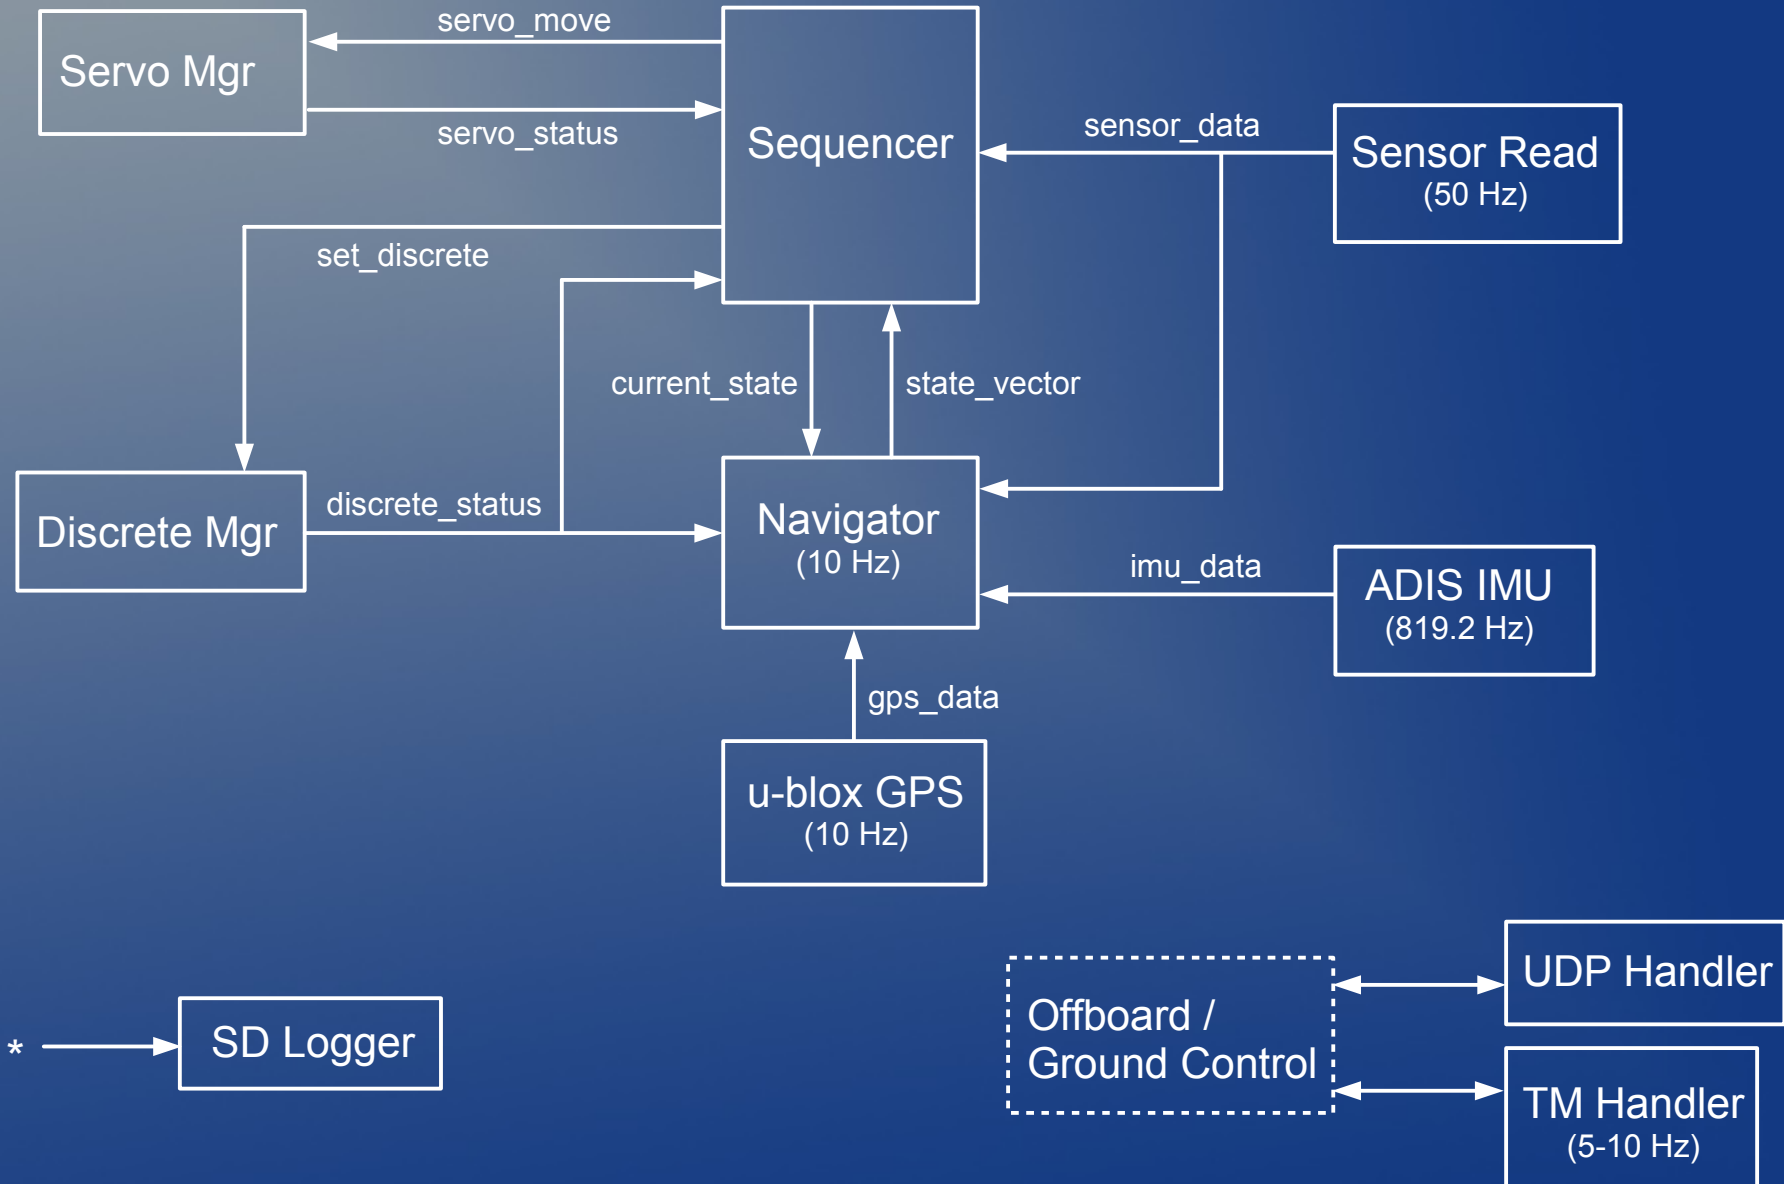 servo_move
Servo Mgr
servo_status
Sequencer
sensor_data
Sensor Read
(50 Hz)
set_discrete
current_state
state_vector
Discrete Mgr
discrete_status
Navigator
(10 Hz)
imu_data
ADIS IMU
(819.2 Hz)
gps_data
u-blox GPS
(10 Hz)
*
SD Logger
Offboard /
Ground Control
UDP Handler
TM Handler
(5-10 Hz)